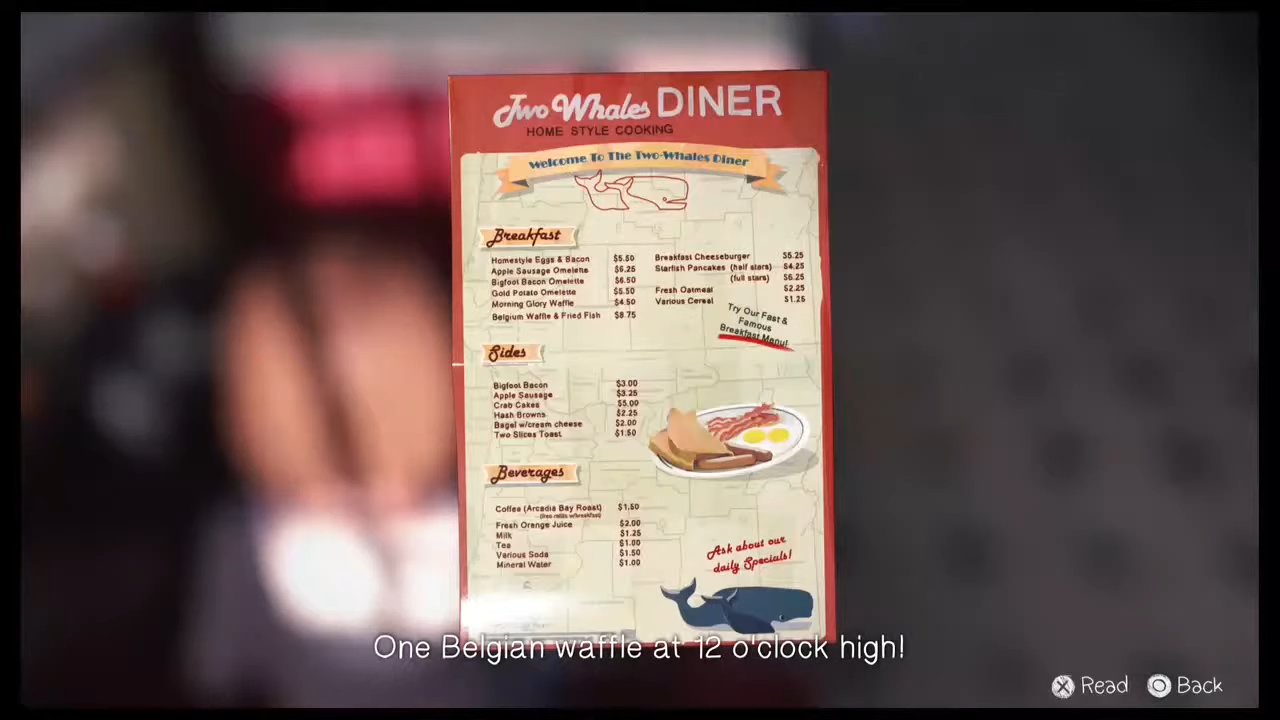 Two Whales DINER
HOME STYLE COOKING
Welcome To The Two-Whales Diner
Breakfast
Homestyle Eggs & Bacon $5.50
Apple Sausage Omelette $6.25
Bigfoot Bacon Omelette $6.50
Gold Potato Omelette $5.50
Morning Glory Waffle $4.50
Belgium Waffle & Fried Fish $8.75
Breakfast Cheeseburger $5.25
Starfish Pancakes (half stars) $4.25
(full stars) $6.25
Fresh Oatmeal $2.25
Various Cereal $1.25
Try Our Fast &
Famous
Breakfast Menu!
Sides
Bigfoot Bacon $3.00
Apple Sausage $3.25
Crab Cakes $5.00
Hash Browns $2.25
Bagel w/cream cheese $2.00
Two Slices Toast $1.50
Beverages
Coffee (Arcadia Bay Roast) $1.50
(free refills w/breakfast)
Fresh Orange Juice $2.00
Milk $1.25
Tea $1.00
Various Soda $1.50
Mineral Water $1.00
Ask about our
daily Specials!
One Belgian waffle at 12 o'clock high!
Read Back